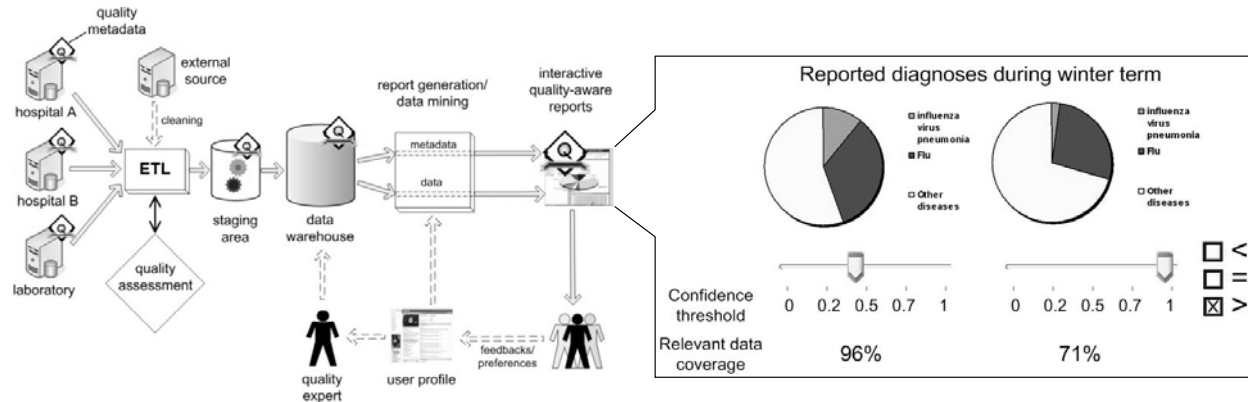 quality
metadata
Q
hospital A
external
source
cleaning
Q
hospital B
Q
laboratory
ETL
quality
assessment
Q
staging
area
Q
data
warehouse
report generation/
data mining
metadata
data
interactive
quality-aware
reports
Q
quality
expert
user profile
feedbacks/
preferences
Reported diagnoses during winter term
influenza
virus
pneumonia
Flu
Other
diseases
influenza
virus
pneumonia
Flu
Other
diseases
Confidence
threshold
0 0.2 0.5 0.7 1
0 0.2 0.5 0.7 1
<
=
X >
Relevant data
coverage
96%
71%